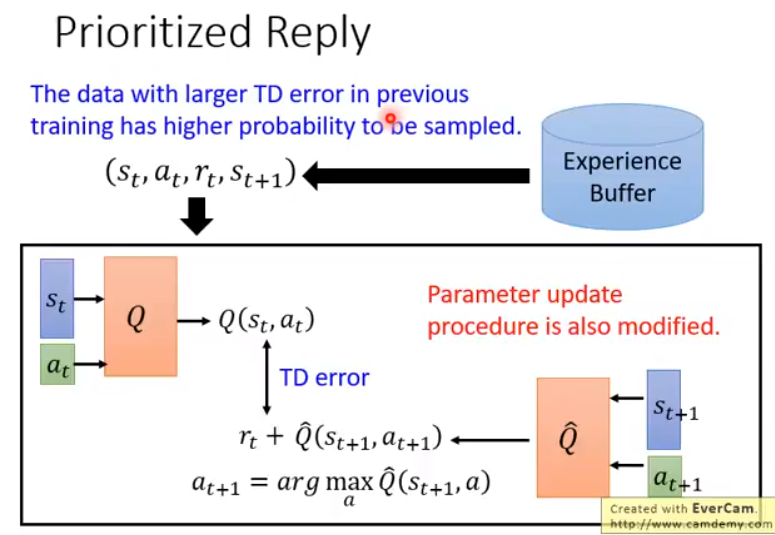 Prioritized Reply
The data with larger TD error in previous
training has higher probability to be sampled.
(s_t, a_t, r_t, s_{t+1})
Experience
Buffer
s_t
a_t
Q
Q(s_t, a_t)
Parameter update
procedure is also modified.
TD error
r_t + Q̂(s_{t+1}, a_{t+1})
a_{t+1} = arg max_a Q̂(s_{t+1}, a)
Q̂
s_{t+1}
a_{t+1}
Created with EverCam.
http://www.camdemy.com